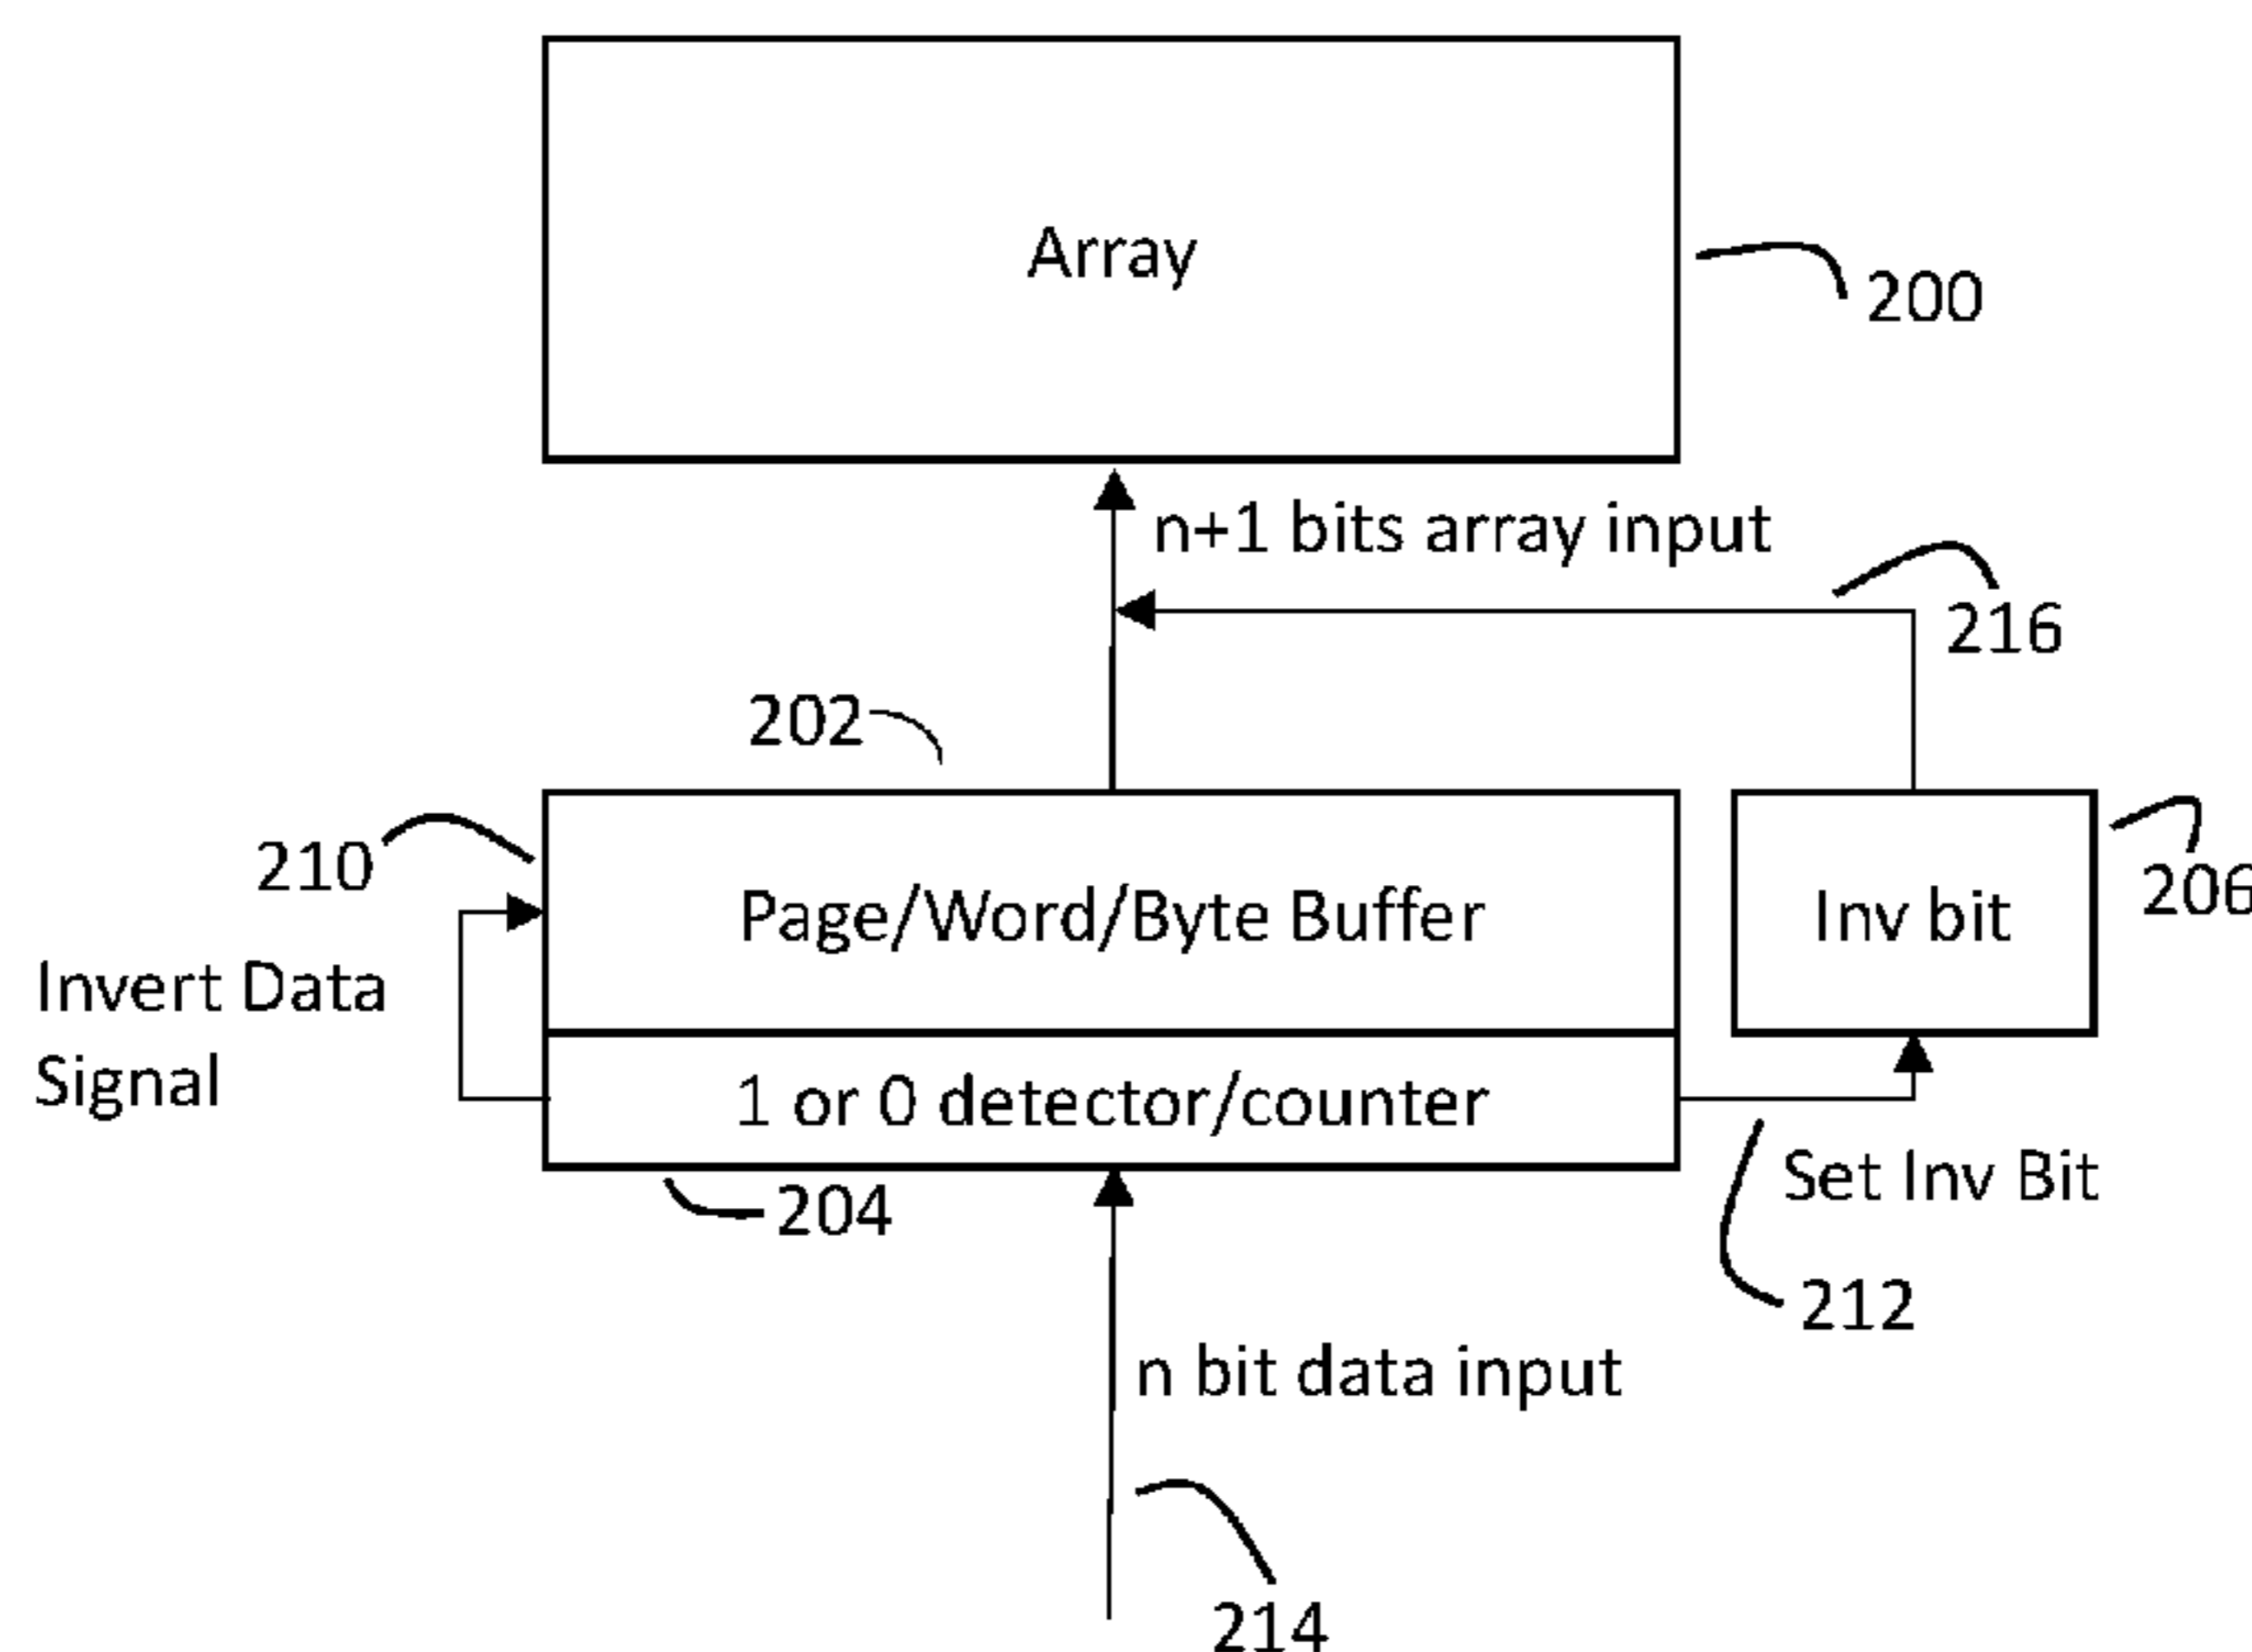 Array
200
n+1 bits array input
216
202
210
206
Page/Word/Byte Buffer
Inv bit
Invert Data
Signal
1 or 0 detector/counter
Set Inv Bit
204
212
n bit data input
214